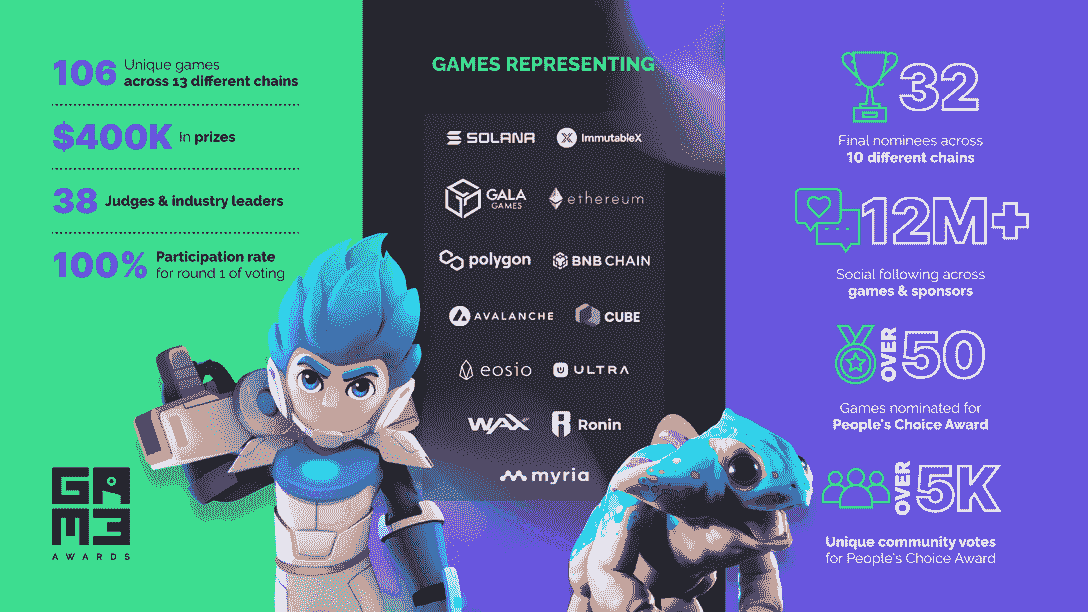 106 Unique games
across 13 different chains
$400K in prizes
38 Judges & industry leaders
100% Participation rate
for round 1 of voting
GAM3
AWARDS
GAMES REPRESENTING
SOLANA ImmutableX
GALA
GAMES
ethereum
polygon BNB CHAIN
AVALANCHE CUBE
eosio ULTRA
WAX Ronin
myria
32
Final nominees across
10 different chains
12M+
Social following across
games & sponsors
OVER 50
Games nominated for
People's Choice Award
OVER 5K
Unique community votes
for People's Choice Award